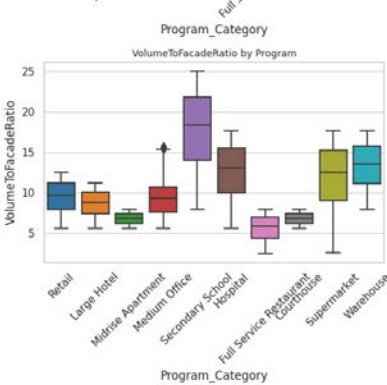 Full S
Program_Category
VolumeToFacadeRatio by Program
VolumeToFacadeRatio
25
20
15
10
5
Retail
Large Hotel
Midrise Apartment
Medium Office
Secondary School
Hospital
Full Service Restaurant
Courthouse
Supermarket
Warehouse
Program_Category